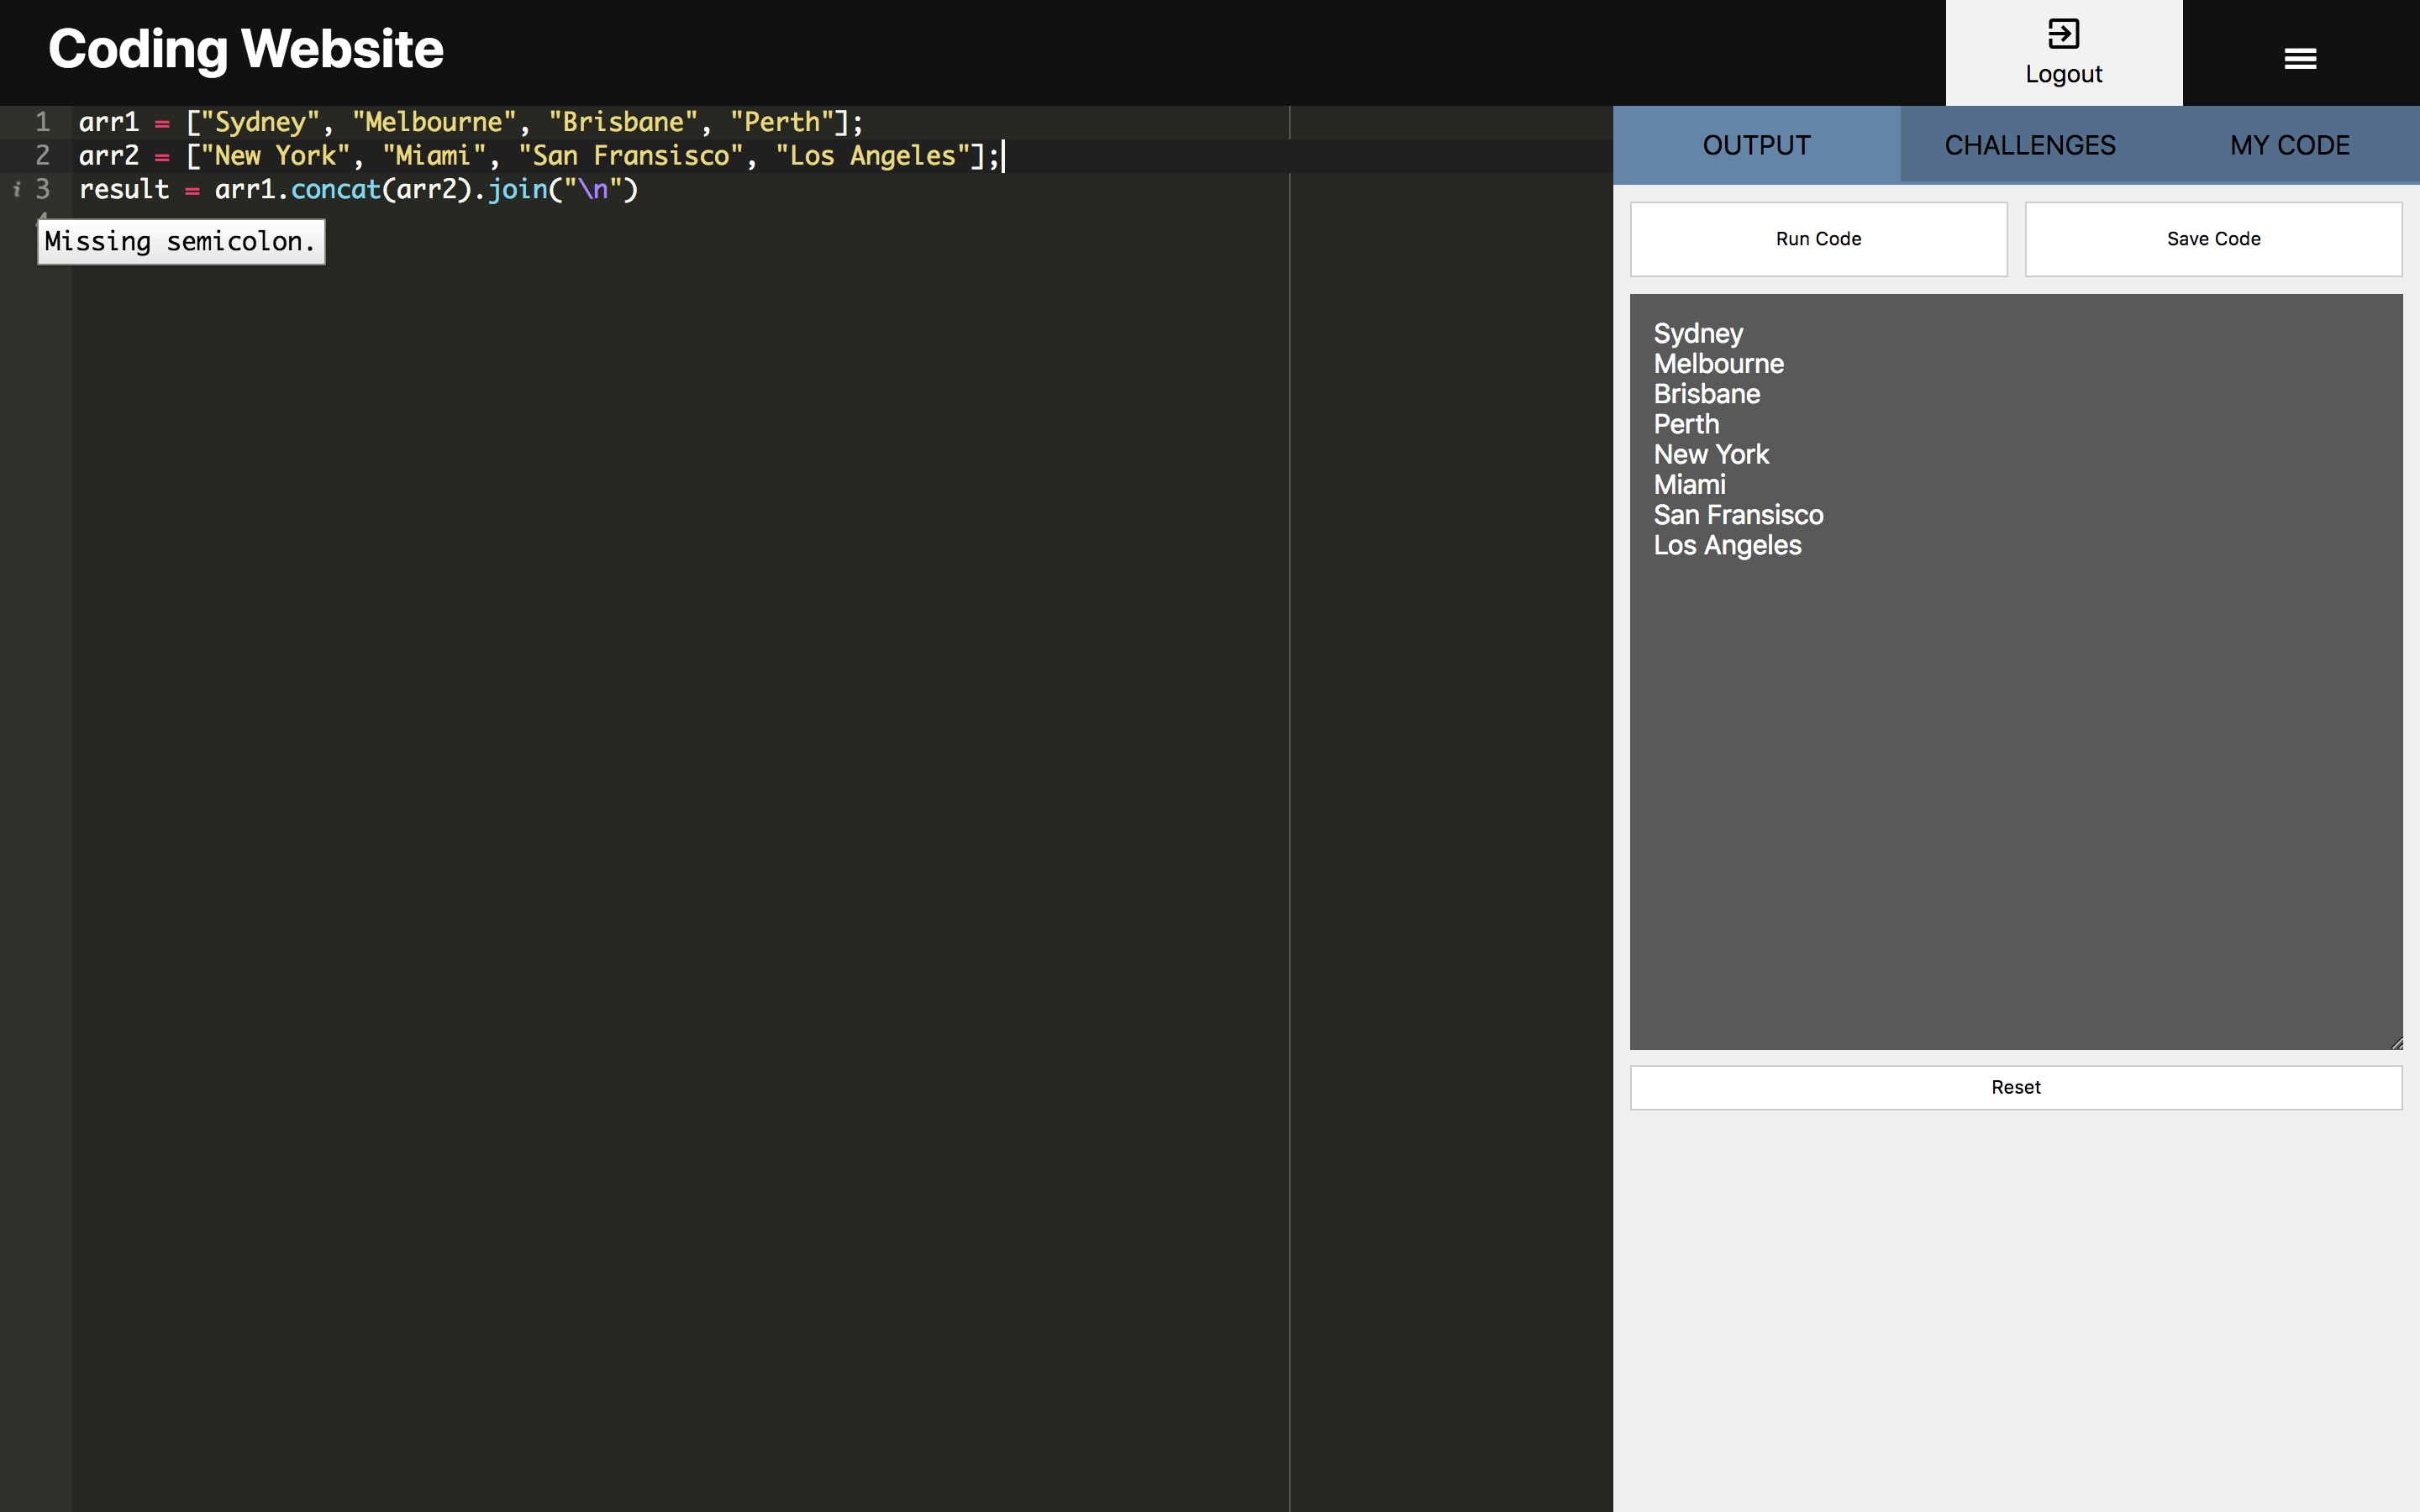 Coding Website
Logout
1 arr1 = ["Sydney", "Melbourne", "Brisbane", "Perth"];
2 arr2 = ["New York", "Miami", "San Fransisco", "Los Angeles"];
i 3 result = arr1.concat(arr2).join("\n")
Missing semicolon.
OUTPUT
CHALLENGES
MY CODE
Run Code
Save Code
Sydney
Melbourne
Brisbane
Perth
New York
Miami
San Fransisco
Los Angeles
Reset